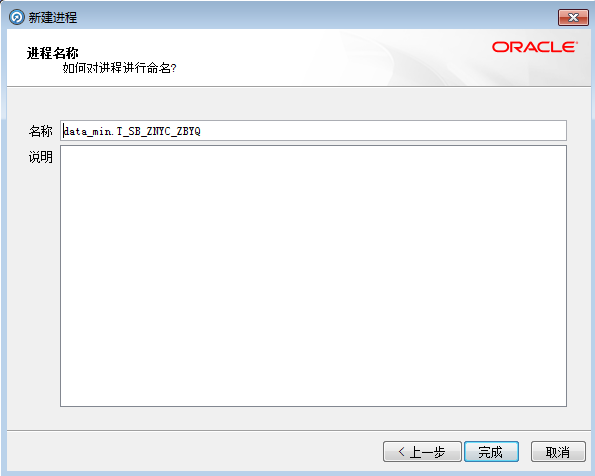 新建进程
ORACLE
进程名称
如何对进程进行命名?
名称
data_min.T_SB_ZNYC_ZBYQ
说明
< 上一步
完成
取消